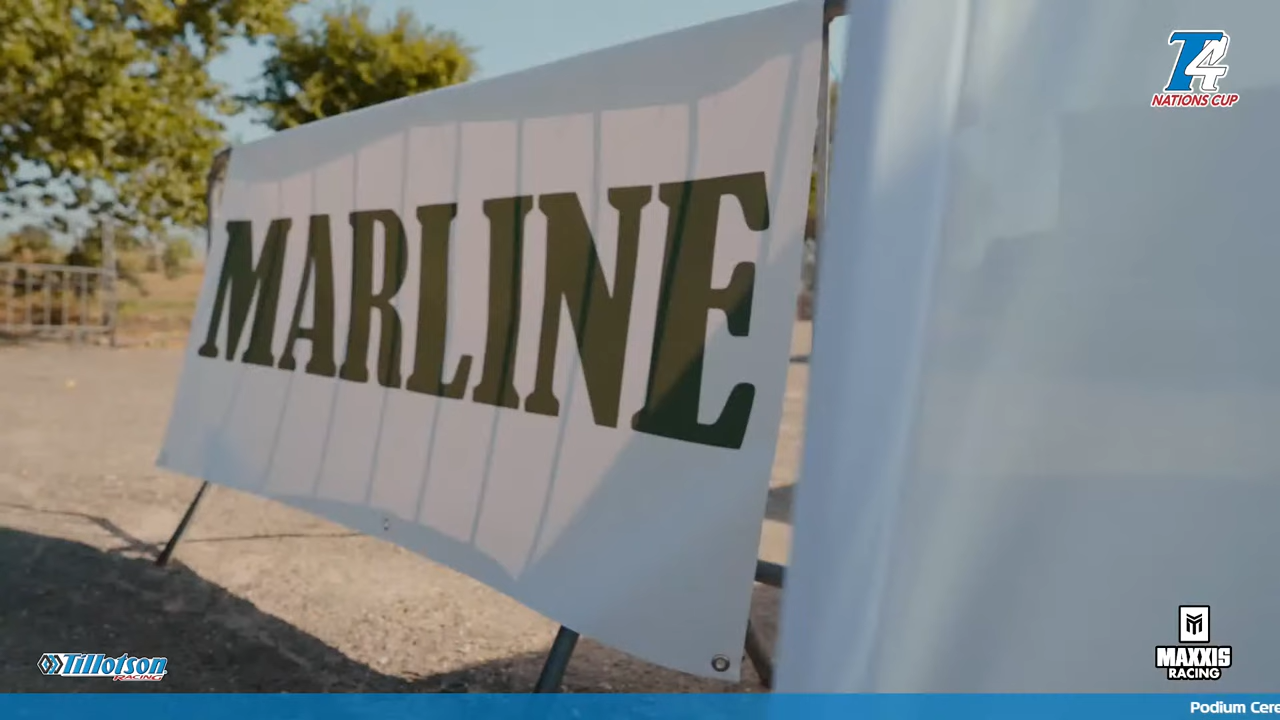 T4
NATIONS CUP
MARLINE
Tillotson
RACING
MAXXIS
RACING
Podium Cere